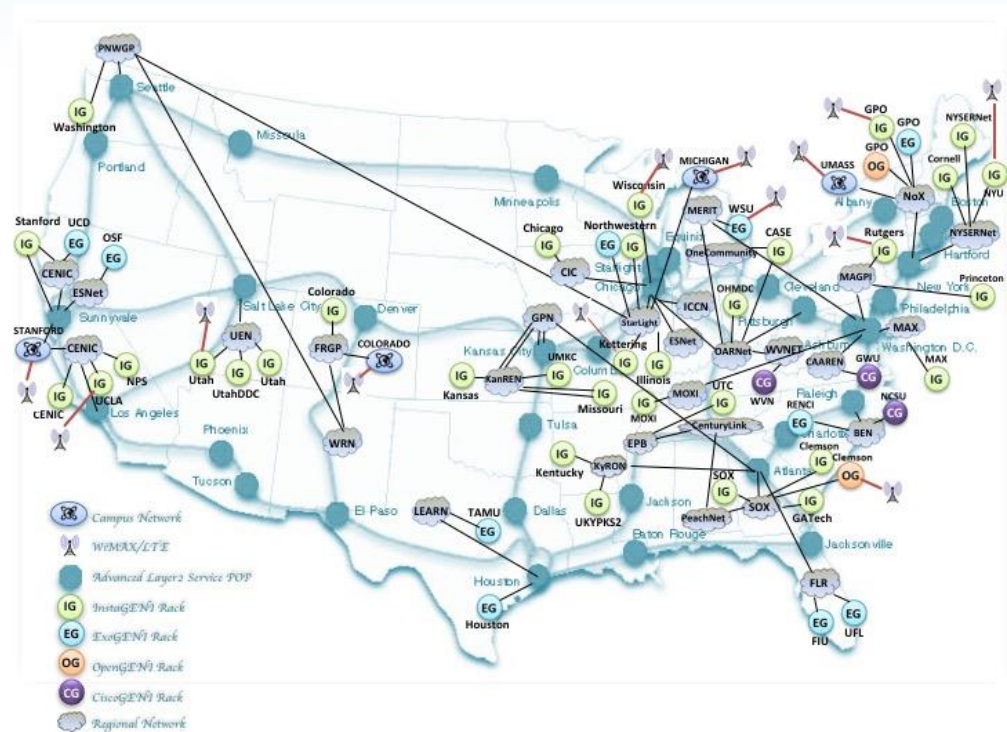 PNWGP
Seattle
IG
Washington
Portland
Missoula
Minneapolis
Stanford
IG
UCD
EG
OSF
EG
CENIC
ESNet
Sunnyvale
STANFORD
CENIC
IG
CENIC
IG
UCLA
IG
NPS
Los Angeles
Phoenix
Tucson
Salt Lake City
UEN
IG
Utah
IG
UtahDDC
IG
Utah
Colorado
IG
FRGP
COLORADO
Denver
WRN
El Paso
Kansas City
GPN
KanREN
IG
Kansas
UMKC
IG
IG
Missouri
Tulsa
Dallas
LEARN
TAMU
EG
Houston
EG
Houston
Chicago
IG
CIC
Wisconsin
IG
Northwestern
EG
IG
MICHIGAN
MERIT
WSU
EG
CASE
IG
OneCommunity
Equinix
Starlight
Chicago
StarLight
ICCN
ESNet
Kettering
IG
IG
Illinois
IG
MOXI
MOXI
OHMDC
IG
Cleveland
Pittsburgh
OARNet
WVNET
CG
WVN
CAAREN
GWU
CG
Ashburn
MAX
IG
MAX
Washington D.C.
Philadelphia
New York
MAGPI
Rutgers
IG
Princeton
IG
UMASS
Albany
GPO
IG
GPO
OG
GPO
EG
NoX
Boston
Hartford
NYSERNet
IG
Cornell
IG
IG
NYU
NYSERNet
UTC
IG
CenturyLink
EPB
Kentucky
IG
KyRON
IG
UKYPKS2
Jackson
Baton Rouge
SOX
IG
PeachNet
SOX
Atlanta
Clemson
IG
Clemson
OG
IG
GATech
Raleigh
Charlotte
RENCI
EG
BEN
NCSU
CG
Jacksonville
FLR
EG
FIU
EG
UFL
Campus Network
WiMAX/LTE
Advanced Layer2 Service POP
IG InstaGENI Rack
EG ExoGENI Rack
OG OpenGENI Rack
CG CiscoGENI Rack
Regional Network